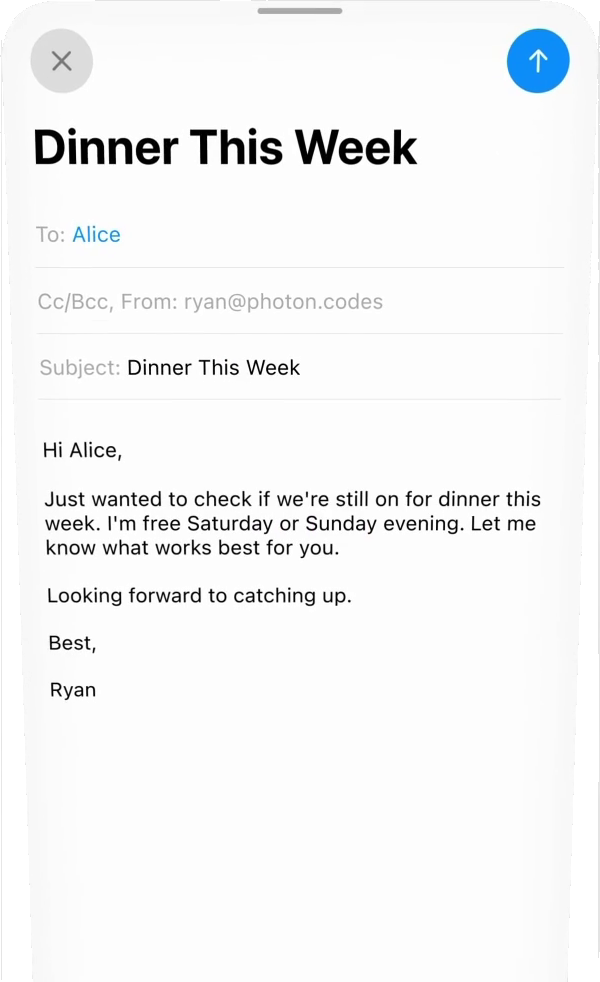 Dinner This Week
To: Alice
Cc/Bcc, From: ryan@photon.codes
Subject: Dinner This Week
Hi Alice,
Just wanted to check if we're still on for dinner this
week. I'm free Saturday or Sunday evening. Let me
know what works best for you.
Looking forward to catching up.
Best,
Ryan